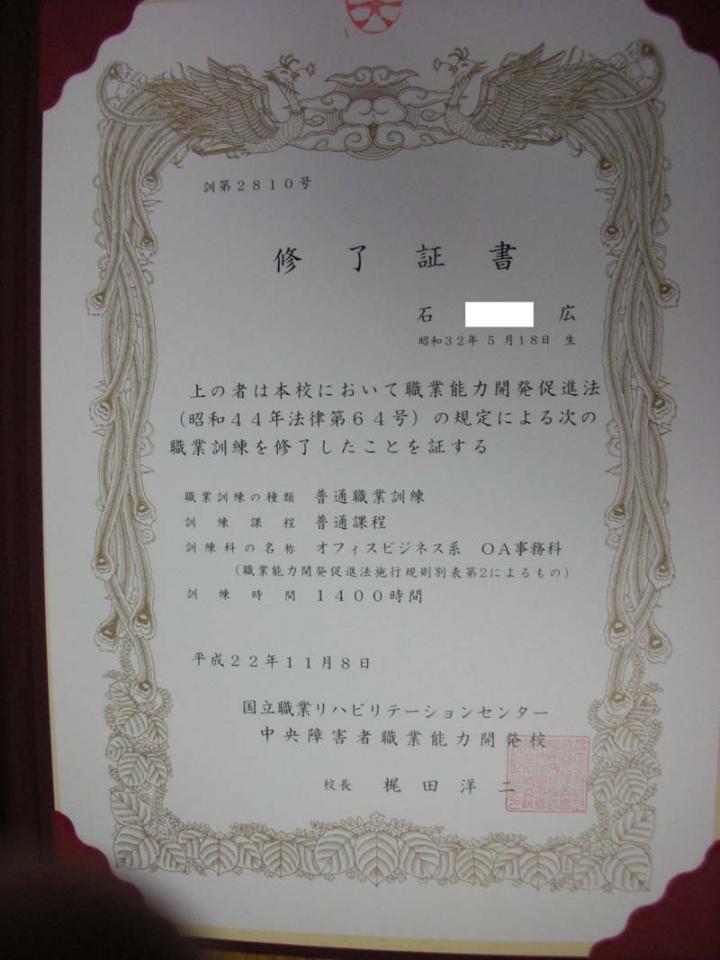 訓第２８１０号
修了証書
石　広
昭和３２年５月１８日 生
上の者は本校において職業能力開発促進法
（昭和４４年法律第６４号）の規定による次の
職業訓練を修了したことを証する
職業訓練の種類　普通職業訓練
訓練課程　普通課程
訓練科の名称　オフィスビジネス系　ＯＡ事務科
（職業能力開発促進法施行規則別表第2によるもの）
訓練時間　１４００時間
平成２２年１１月８日
国立職業リハビリテーションセンター
中央障害者職業能力開発校
校長　梶田洋二